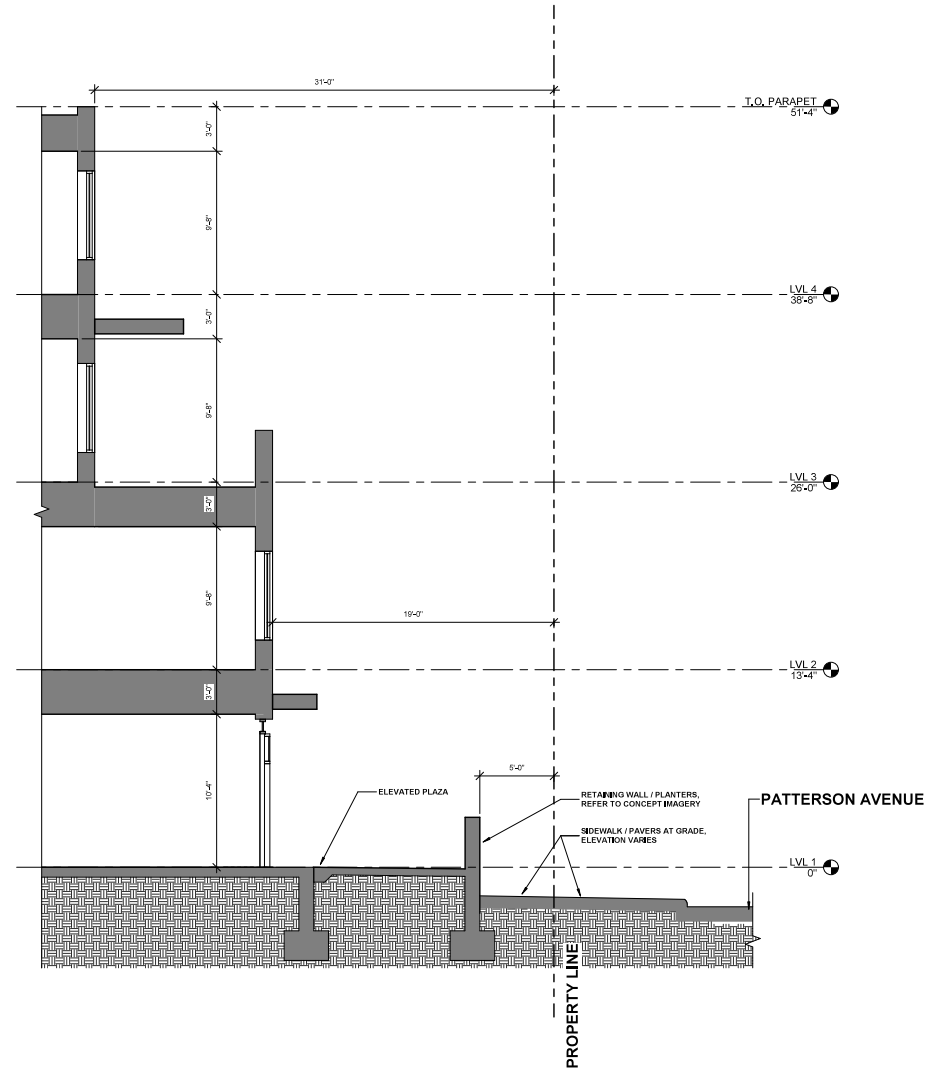 31'-0"
T.O. PARAPET
51'-4"
3'-0"
9'-8"
LVL 4
38'-8"
3'-0"
9'-8"
LVL 3
26'-0"
3'-0"
9'-8"
19'-0"
LVL 2
13'-4"
3'-0"
10'-4"
5'-0"
ELEVATED PLAZA
RETAINING WALL / PLANTERS,
REFER TO CONCEPT IMAGERY
PATTERSON AVENUE
SIDEWALK / PAVERS AT GRADE,
ELEVATION VARIES
LVL 1
0"
PROPERTY LINE